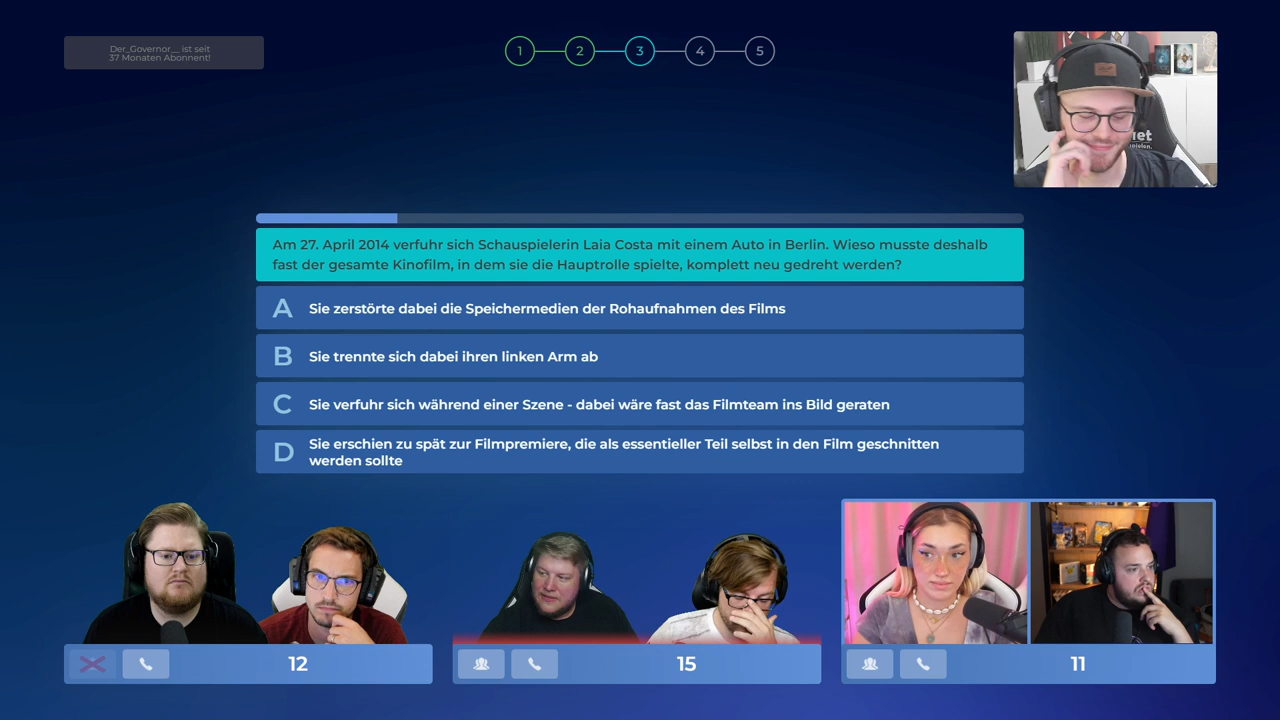 Der_Governor__ ist seit
37 Monaten Abonnent!
1 2 3 4 5
Am 27. April 2014 verfuhr sich Schauspielerin Laia Costa mit einem Auto in Berlin. Wieso musste deshalb
fast der gesamte Kinofilm, in dem sie die Hauptrolle spielte, komplett neu gedreht werden?
A Sie zerstörte dabei die Speichermedien der Rohaufnahmen des Films
B Sie trennte sich dabei ihren linken Arm ab
C Sie verfuhr sich während einer Szene - dabei wäre fast das Filmteam ins Bild geraten
D Sie erschien zu spät zur Filmpremiere, die als essentieller Teil selbst in den Film geschnitten
werden sollte
12 15 11